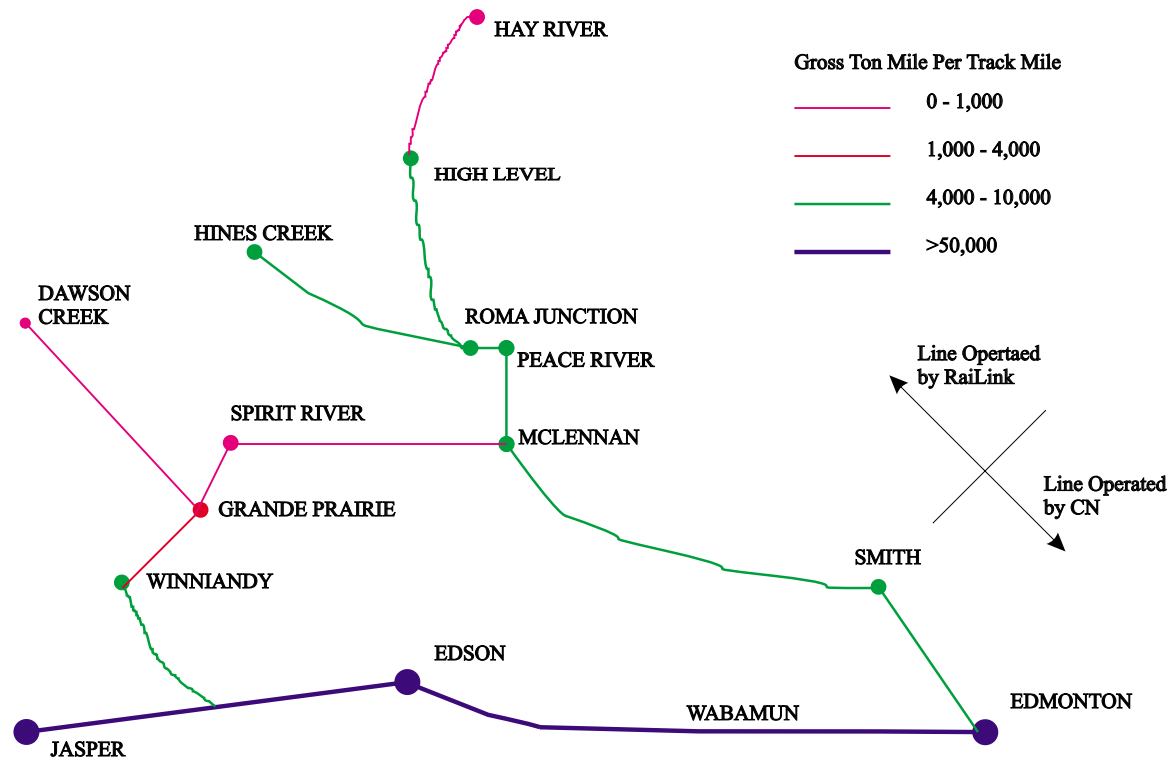 HAY RIVER
Gross Ton Mile Per Track Mile
0 - 1,000
1,000 - 4,000
4,000 - 10,000
>50,000
HIGH LEVEL
HINES CREEK
DAWSON
CREEK
ROMA JUNCTION
PEACE RIVER
Line Opertaed
by RaiLink
SPIRIT RIVER
MCLENNAN
Line Operated
by CN
GRANDE PRAIRIE
SMITH
WINNIANDY
EDSON
WABAMUN
EDMONTON
JASPER